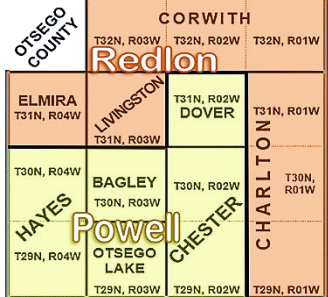 OTSEGO
COUNTY
CORWITH
T32N, R03W
T32N, R02W
T32N, R01W
Redlon
ELMIRA
T31N, R04W
LIVINGSTON
T31N, R03W
T31N, R02W
DOVER
T31N, R01W
CHARLTON
T30N,
R01W
T30N, R04W
HAYES
BAGLEY
T30N, R03W
T30N, R02W
CHESTER
Powell
T29N, R04W
OTSEGO
LAKE
T29N, R03W
T29N, R02W
T29N, R01W